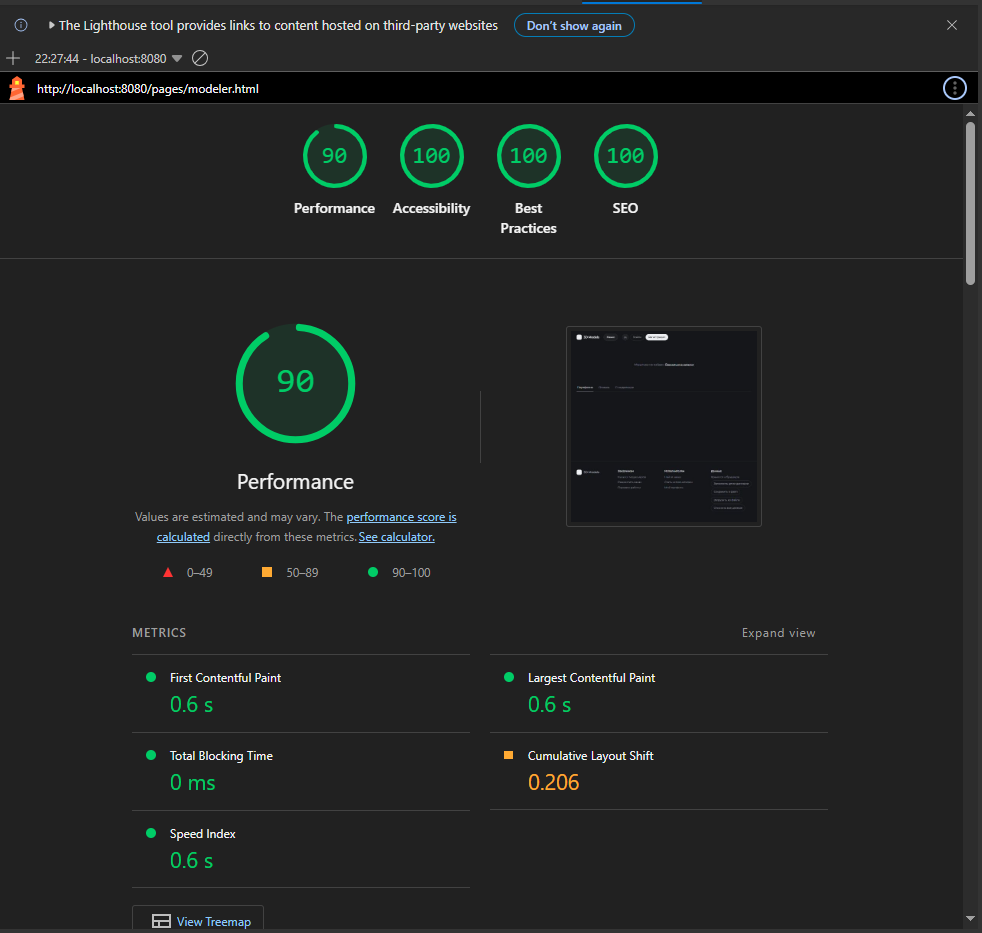 The Lighthouse tool provides links to content hosted on third-party websites
Don't show again
22:27:44 - localhost:8080
http://localhost:8080/pages/modeler.html
90
100
100
100
Performance
Accessibility
Best
Practices
SEO
90
Performance
Values are estimated and may vary. The performance score is
calculated directly from these metrics. See calculator.
0–49
50–89
90–100
METRICS
Expand view
First Contentful Paint
0.6 s
Largest Contentful Paint
0.6 s
Total Blocking Time
0 ms
Cumulative Layout Shift
0.206
Speed Index
0.6 s
View Treemap